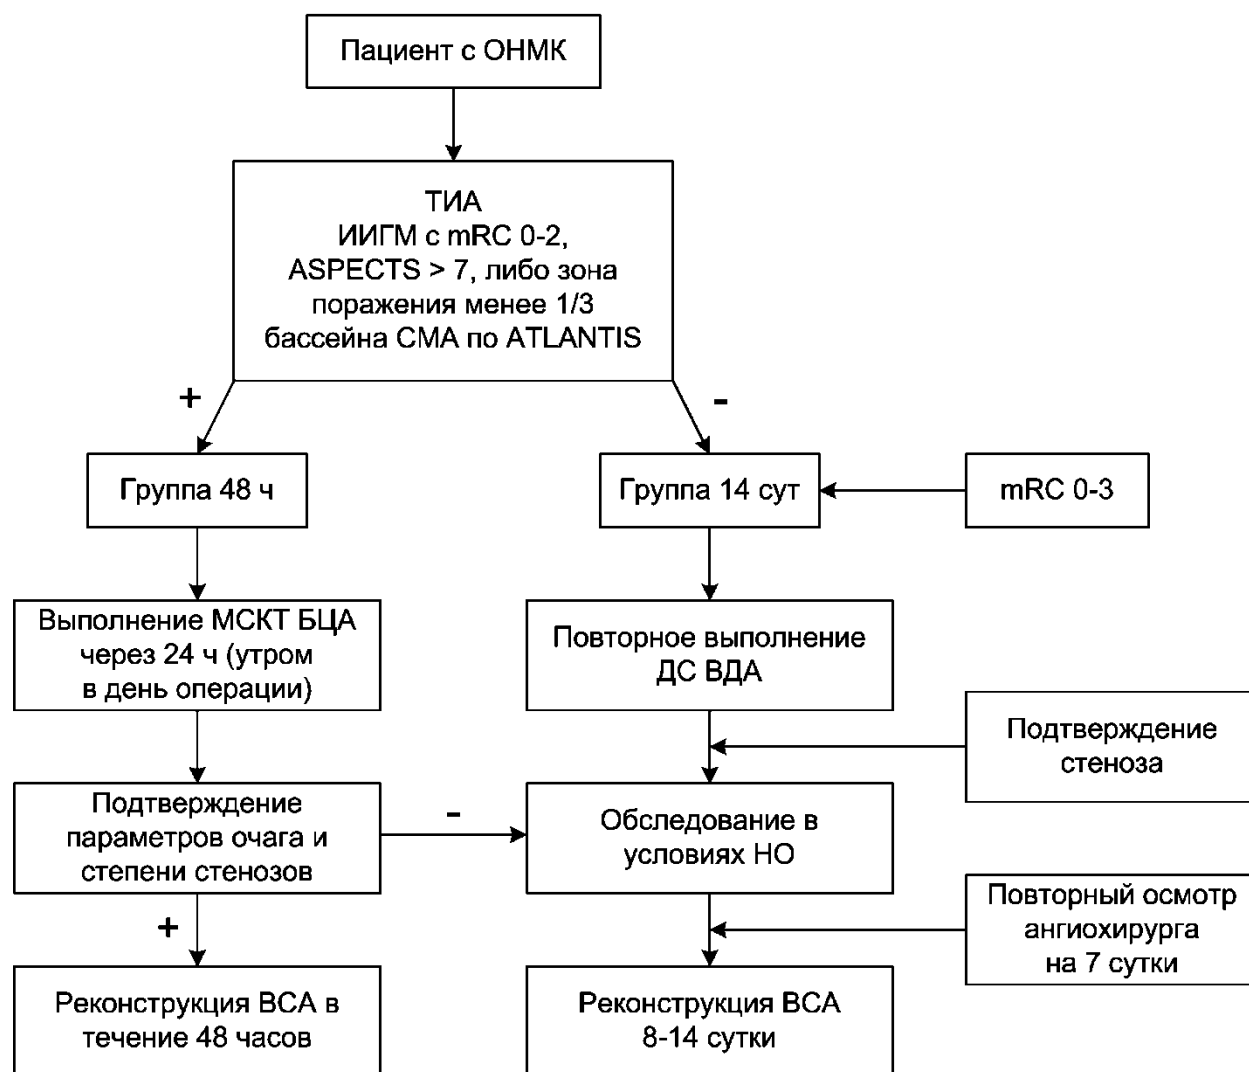 Пациент с ОНМК
ТИА
ИИГМ с mRC 0-2,
ASPECTS > 7, либо зона
поражения менее 1/3
бассейна СМА по ATLANTIS
+
-
Группа 48 ч
Группа 14 сут
mRC 0-3
Выполнение МСКТ БЦА
через 24 ч (утром
в день операции)
Повторное выполнение
ДС ВДА
Подтверждение
стеноза
Подтверждение
параметров очага и
степени стенозов
-
Обследование в
условиях НО
Повторный осмотр
ангиохирурга
на 7 сутки
+
Реконструкция ВСА в
течение 48 часов
Реконструкция ВСА
8-14 сутки